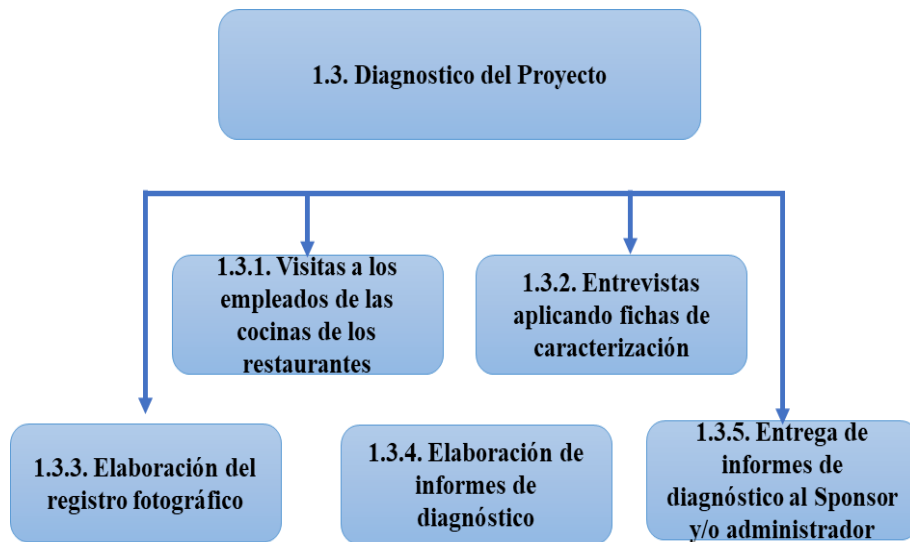 1.3. Diagnostico del Proyecto
1.3.1. Visitas a los
empleados de las
cocinas de los
restaurantes
1.3.2. Entrevistas
aplicando fichas de
caracterización
1.3.3. Elaboración del
registro fotográfico
1.3.4. Elaboración de
informes de
diagnóstico
1.3.5. Entrega de
informes de
diagnóstico al Sponsor
y/o administrador